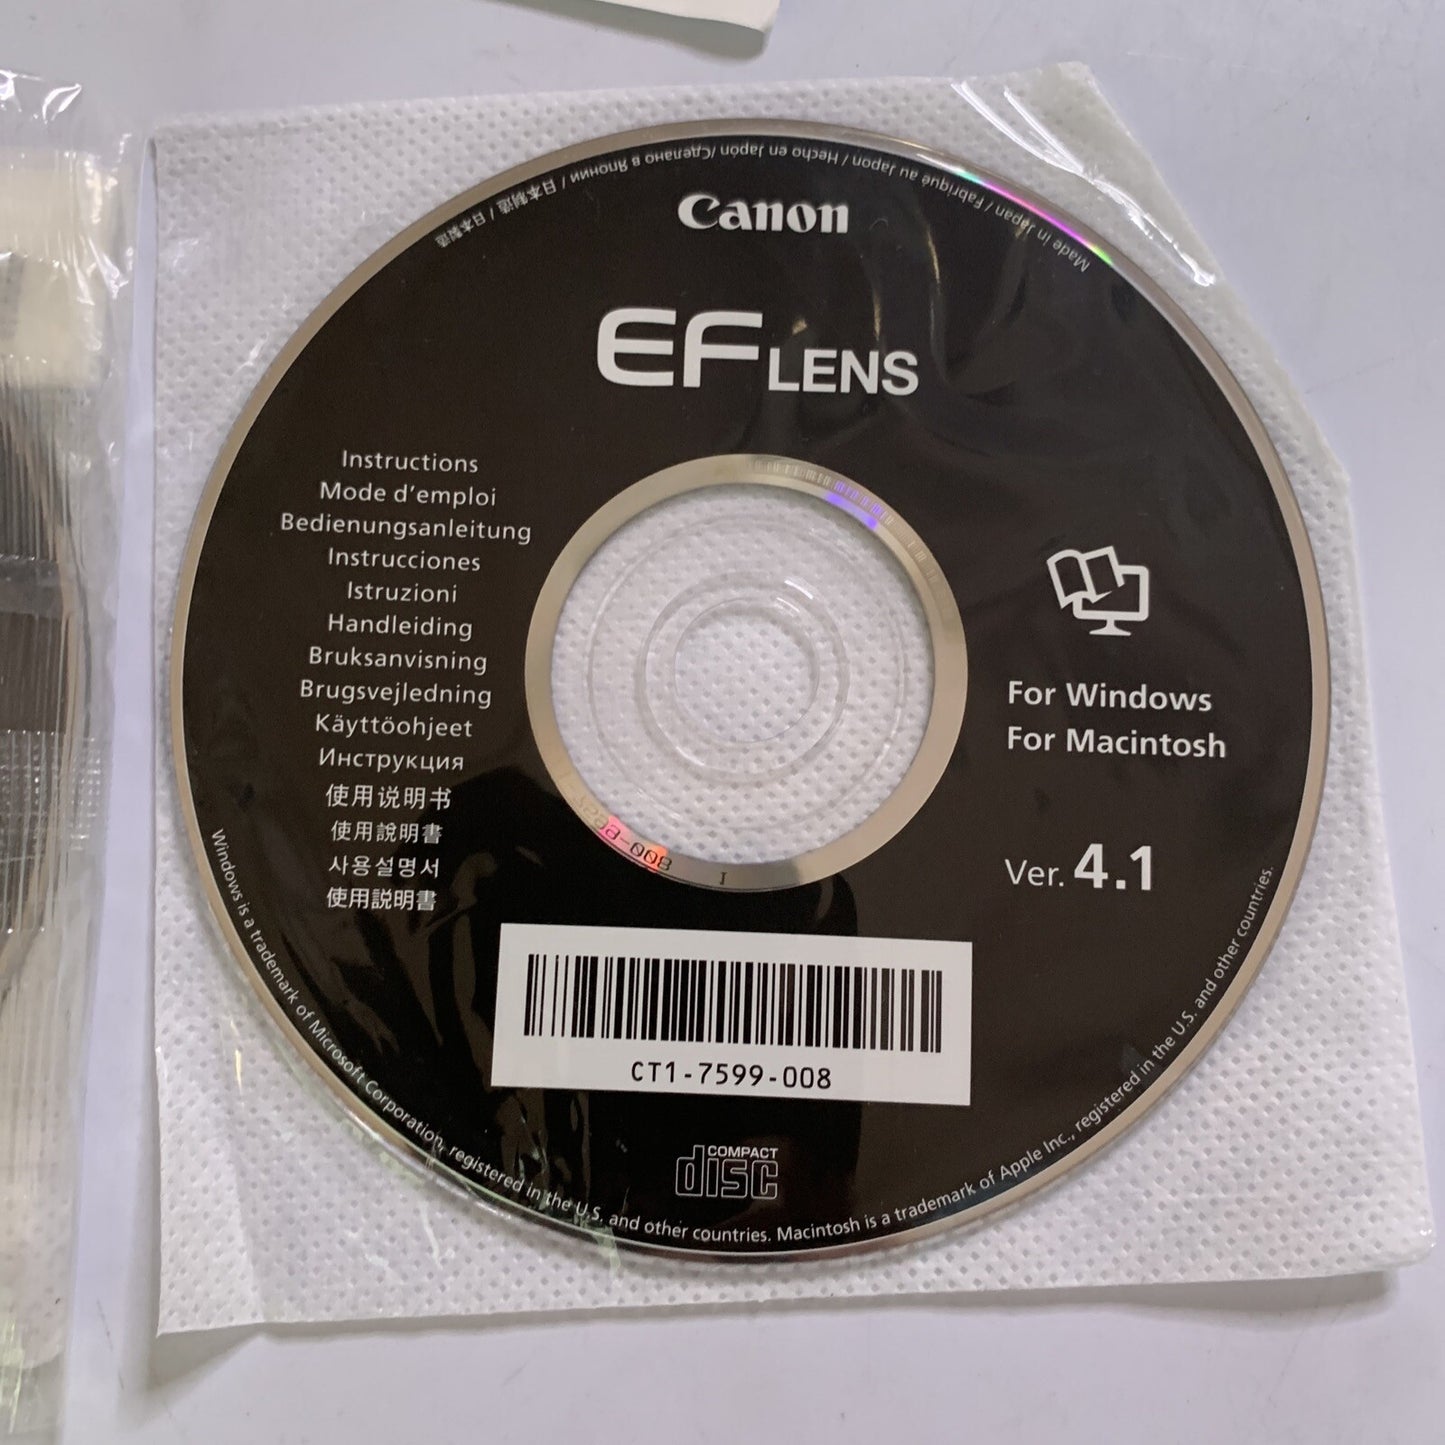 Made in Japan / Fabriqué au Japon / Hecho en Japón /Сделано в Японии / 日本制造 / 日本製造
Canon
EF LENS
Instructions
Mode d'emploi
Bedienungsanleitung
Instrucciones
Istruzioni
Handleiding
Bruksanvisning
Brugsvejledning
Käyttöohjeet
Инструкция
使用说明书
使用說明書
사용설명서
使用説明書
For Windows
For Macintosh
Ver. 4.1
CT1-7599-008
COMPACT
disc
Windows is a trademark of Microsoft Corporation, registered in the U.S. and other countries. Macintosh is a trademark of Apple Inc., registered in the U.S. and other countries.